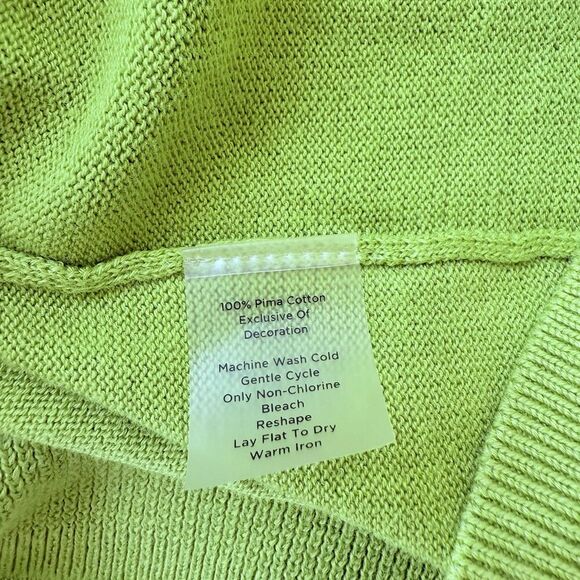 100% Pima Cotton
Exclusive Of
Decoration
Machine Wash Cold
Gentle Cycle
Only Non-Chlorine
Bleach
Reshape
Lay Flat To Dry
Warm Iron